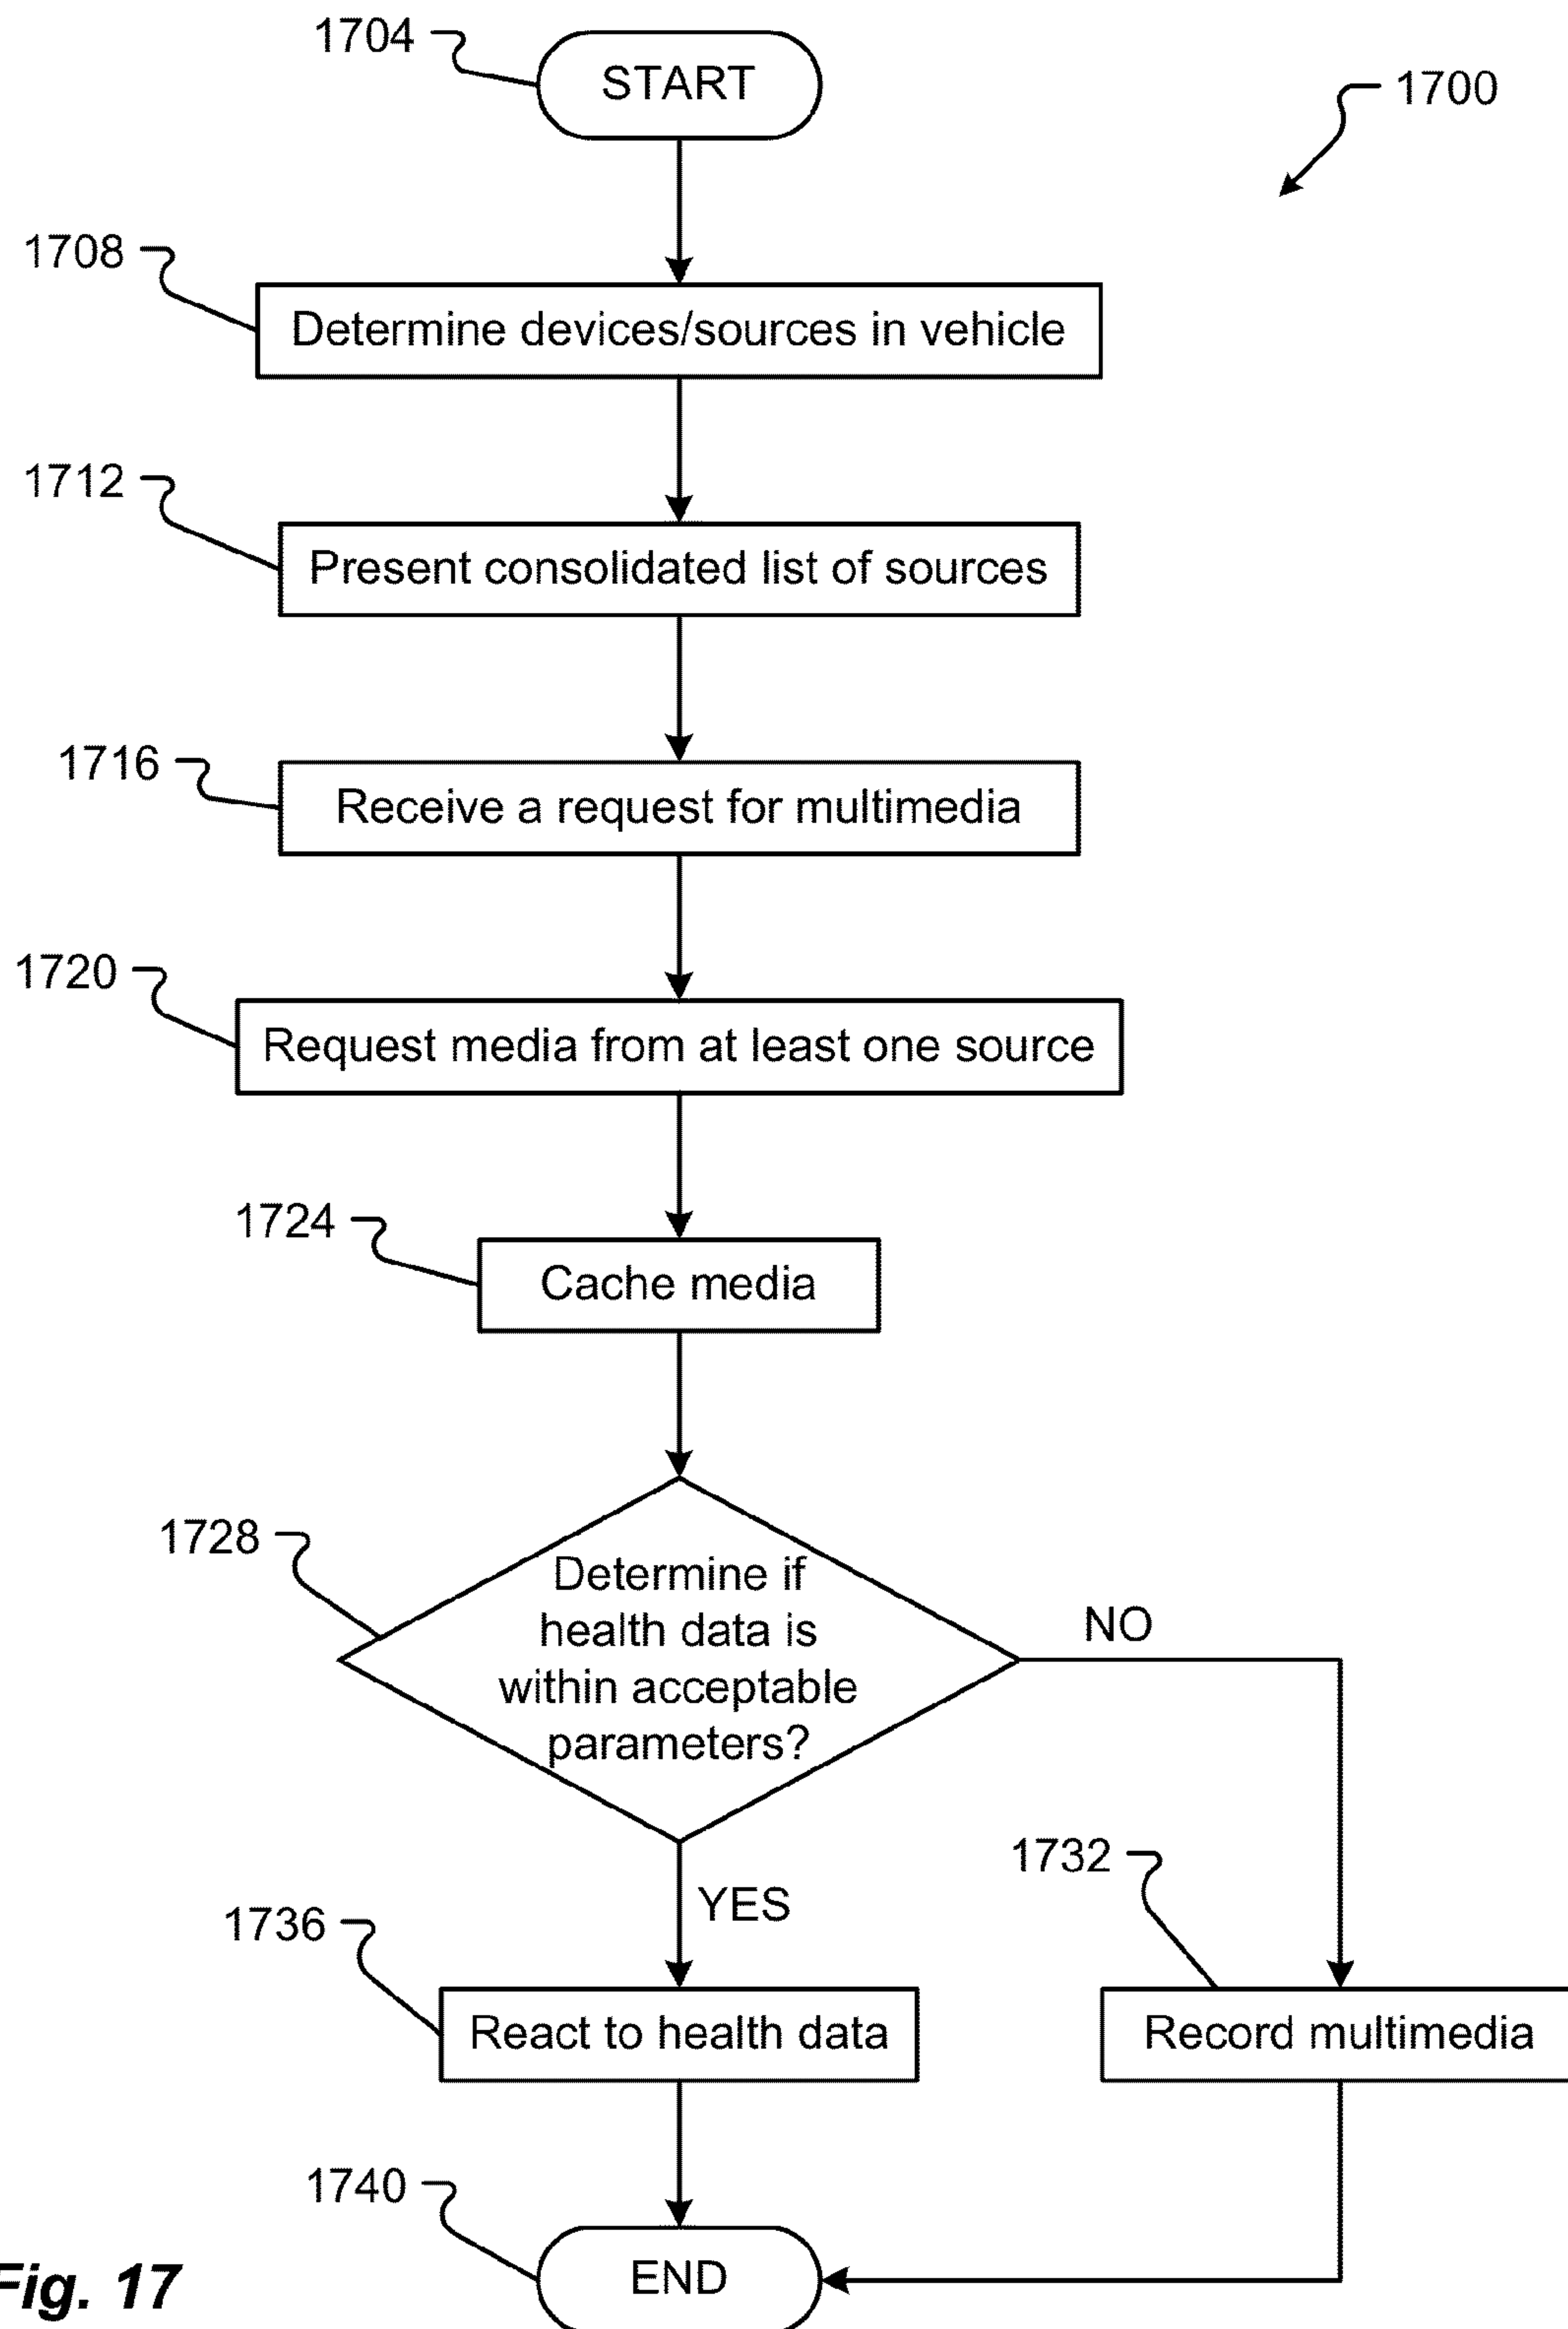 1704
START
1700
1708
Determine devices/sources in vehicle
1712
Present consolidated list of sources
1716
Receive a request for multimedia
1720
Request media from at least one source
1724
Cache media
1728
Determine if
health data is
within acceptable
parameters?
NO
YES
1732
1736
React to health data
Record multimedia
1740
END
Fig. 17